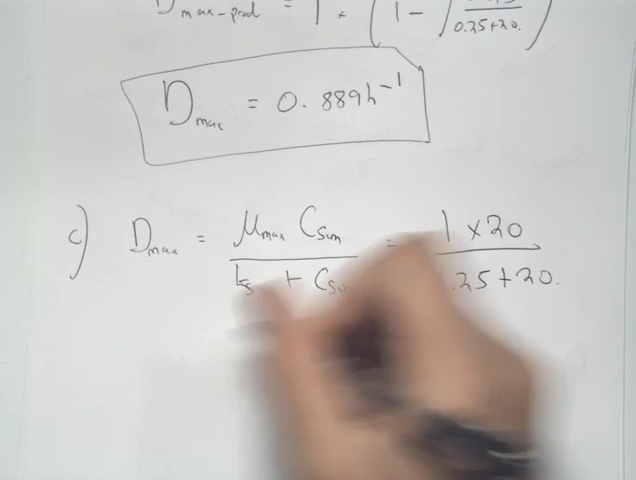 D max-prod = 1 * ( 1 - √ 0.25+20. )
D max = 0.889h⁻¹
c) D max = μmax Csm / ks + Cs = 1 x 20 / .25+20.